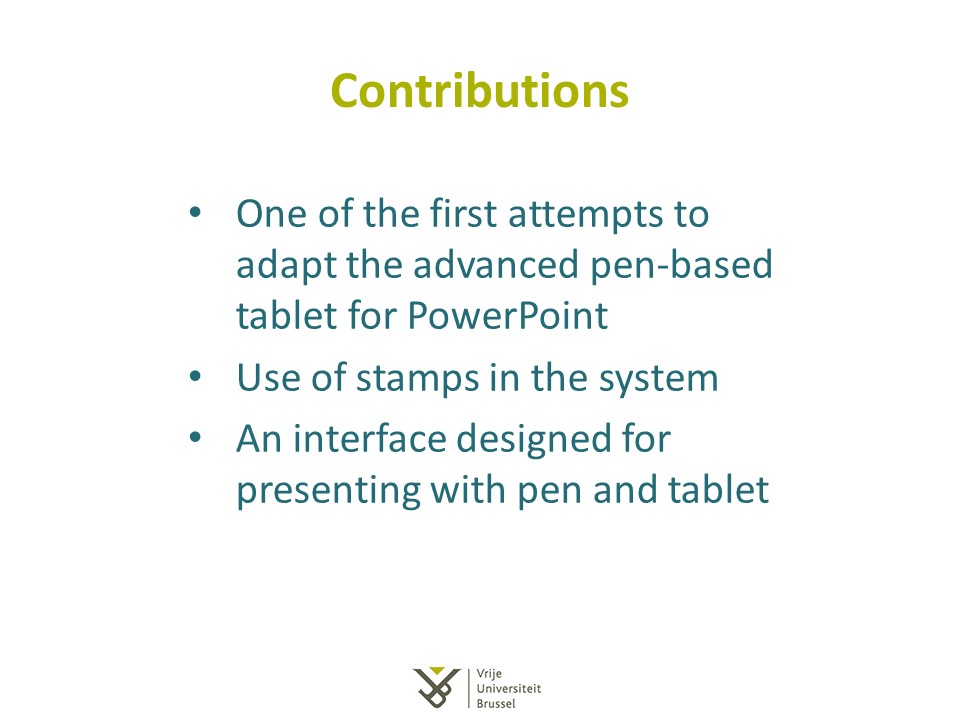 Contributions
• One of the first attempts to
adapt the advanced pen-based
tablet for PowerPoint
• Use of stamps in the system
• An interface designed for
presenting with pen and tablet
Vrije
Universiteit
Brussel